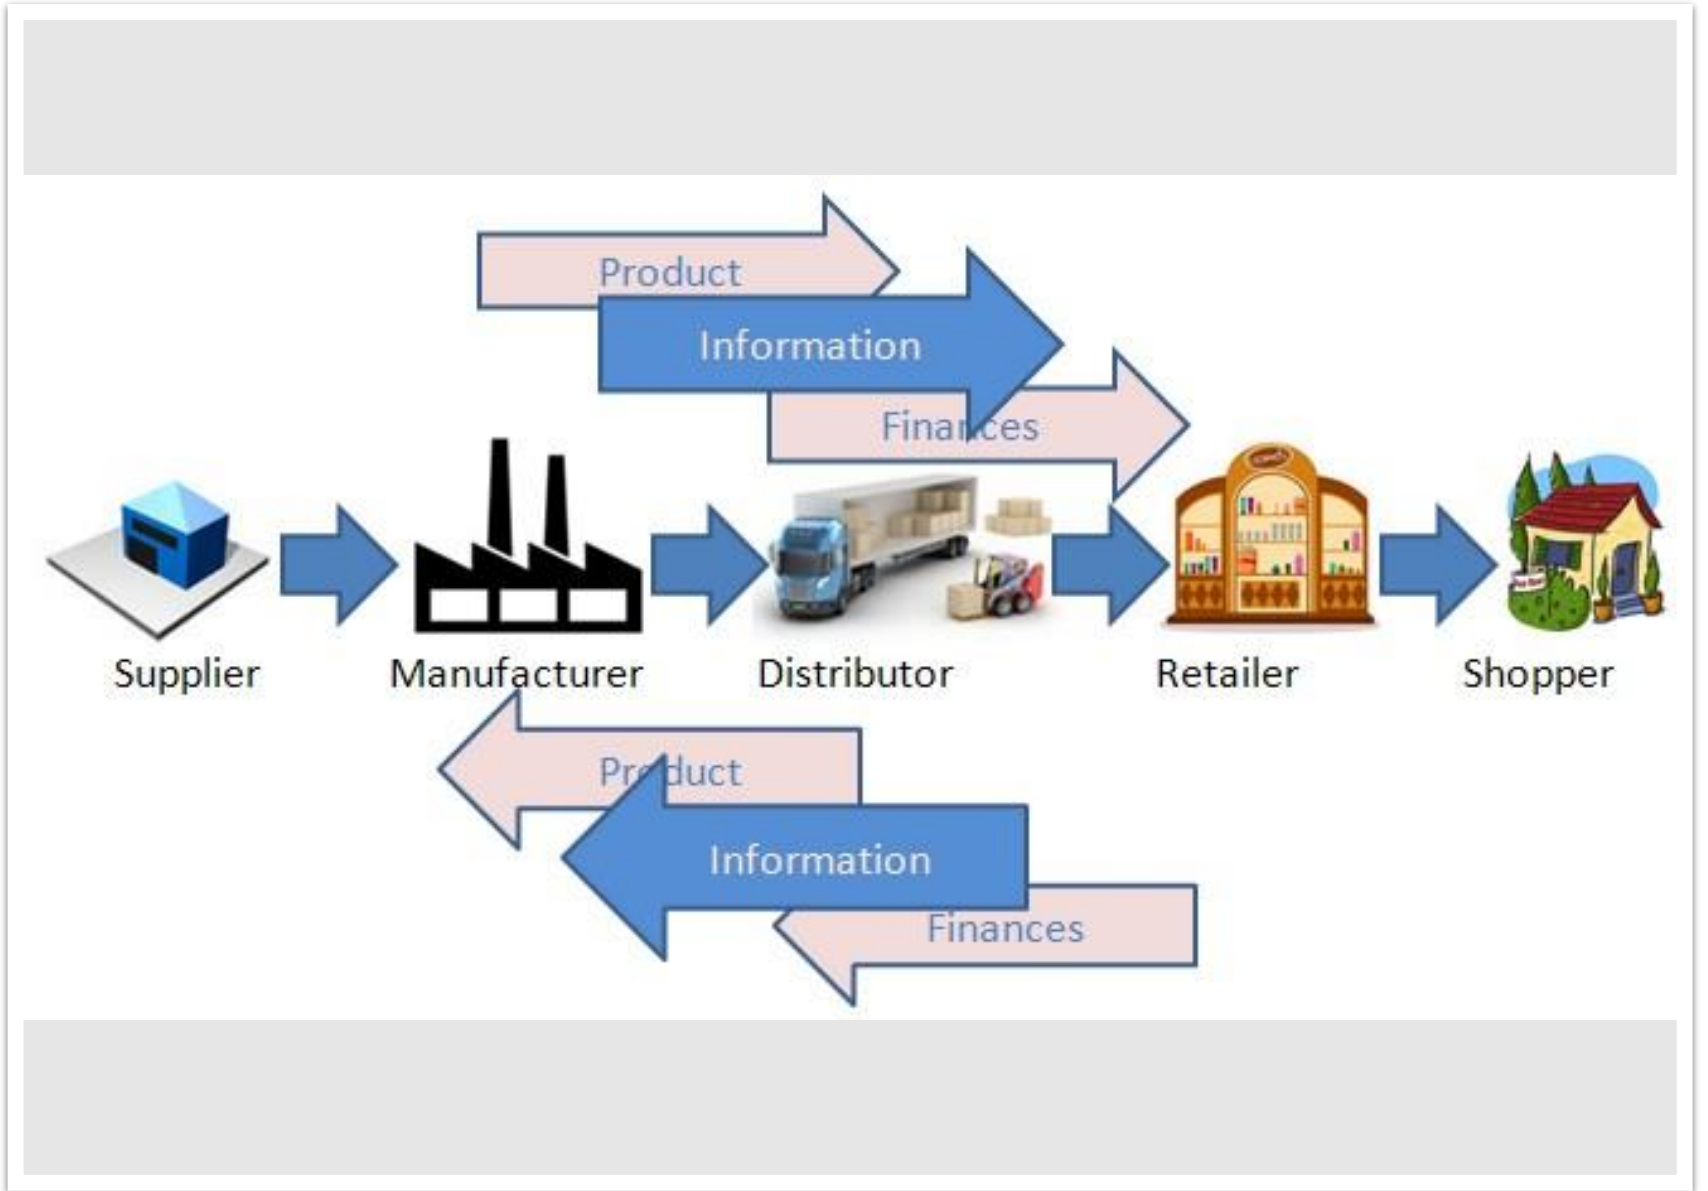 Product
Information
Finances
Supplier Manufacturer Distributor Retailer Shopper
Product
Information
Finances